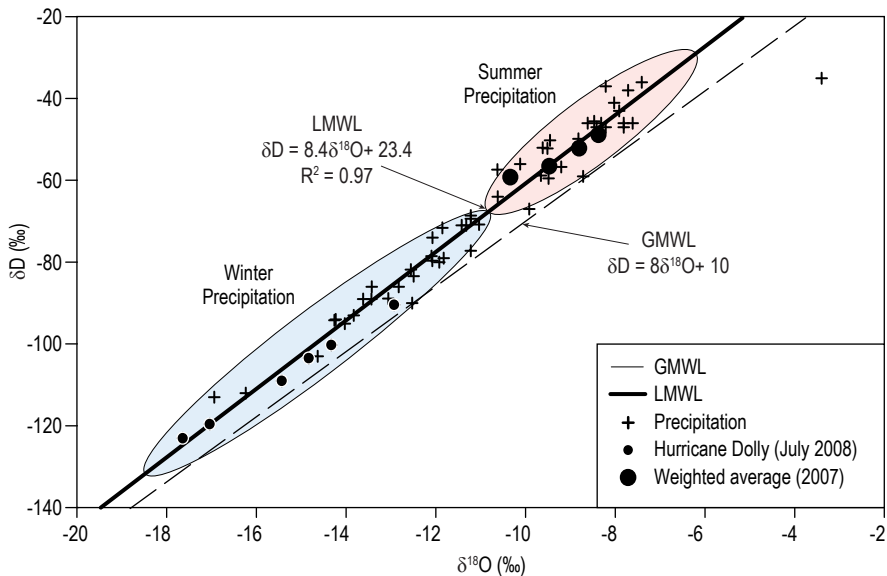 -20
-40
-60
-80
-100
-120
-140
δD (‰)
Summer
Precipitation
LMWL
δD = 8.4δ¹⁸O+ 23.4
R² = 0.97
GMWL
δD = 8δ¹⁸O+ 10
Winter
Precipitation
GMWL
LMWL
Precipitation
Hurricane Dolly (July 2008)
Weighted average (2007)
-20 -18 -16 -14 -12 -10 -8 -6 -4 -2
δ¹⁸O (‰)